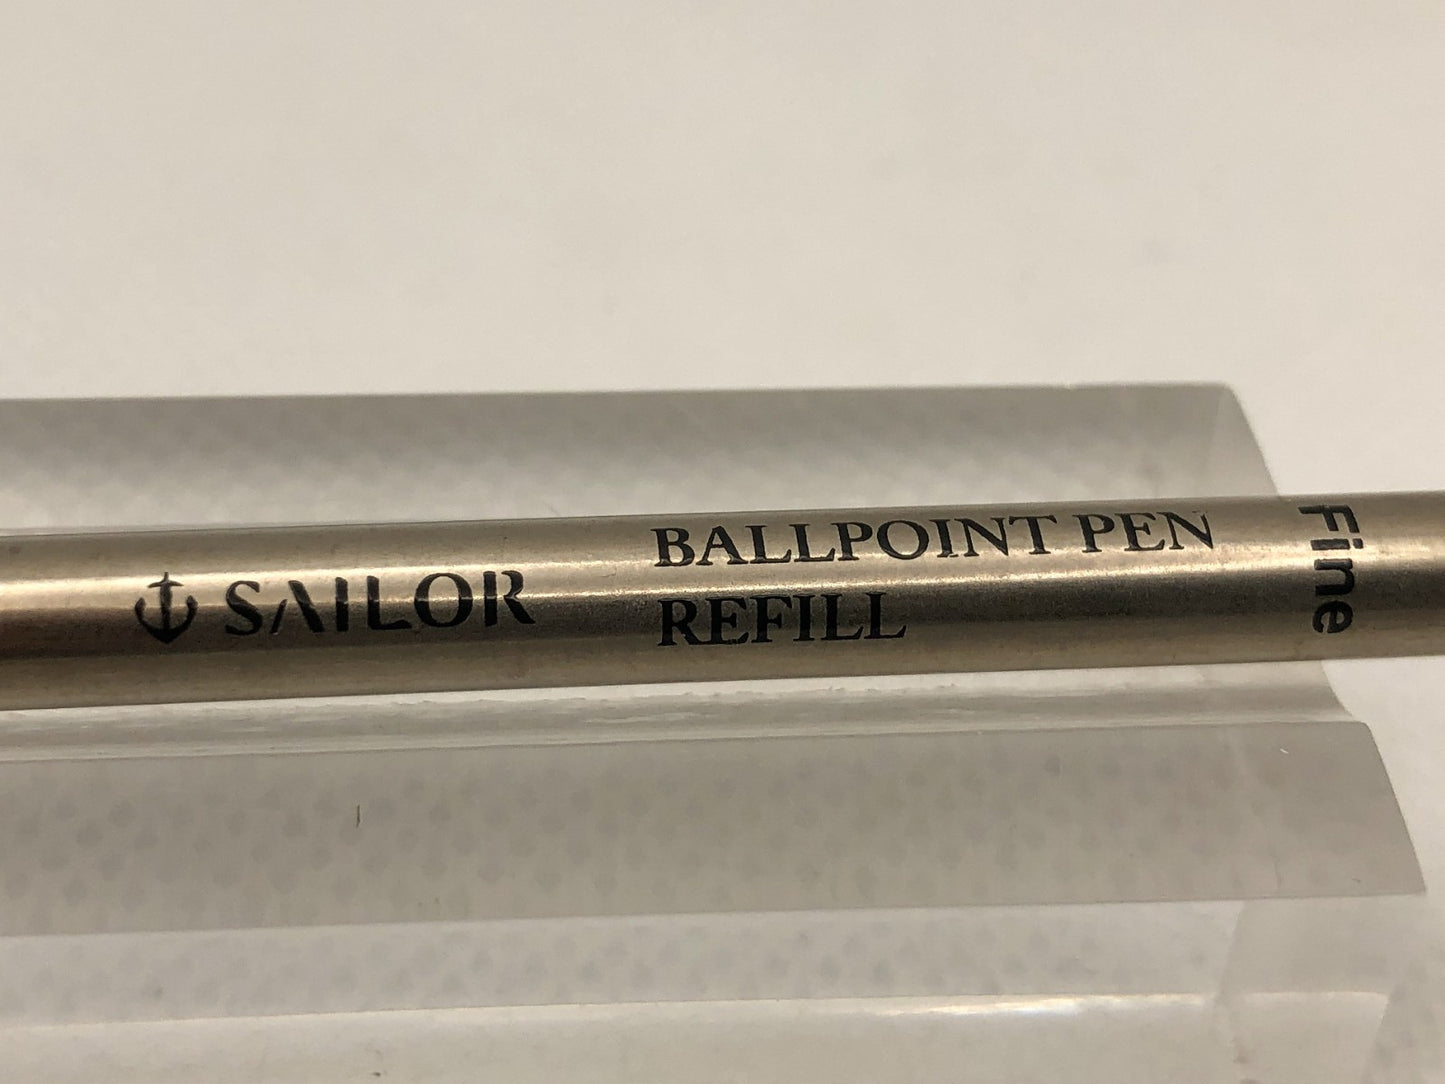 SAILOR
BALLPOINT PEN
REFILL
Fine